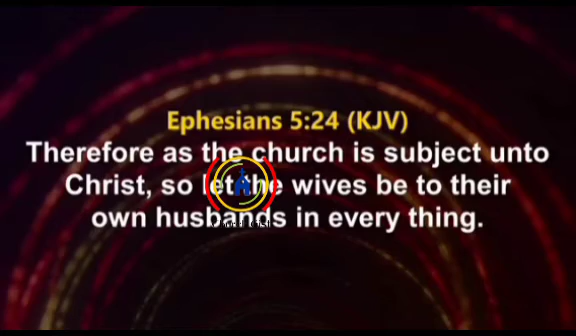 Ephesians 5:24 (KJV)
Therefore as the church is subject unto
Christ, so let the wives be to their
own husbands in every thing.